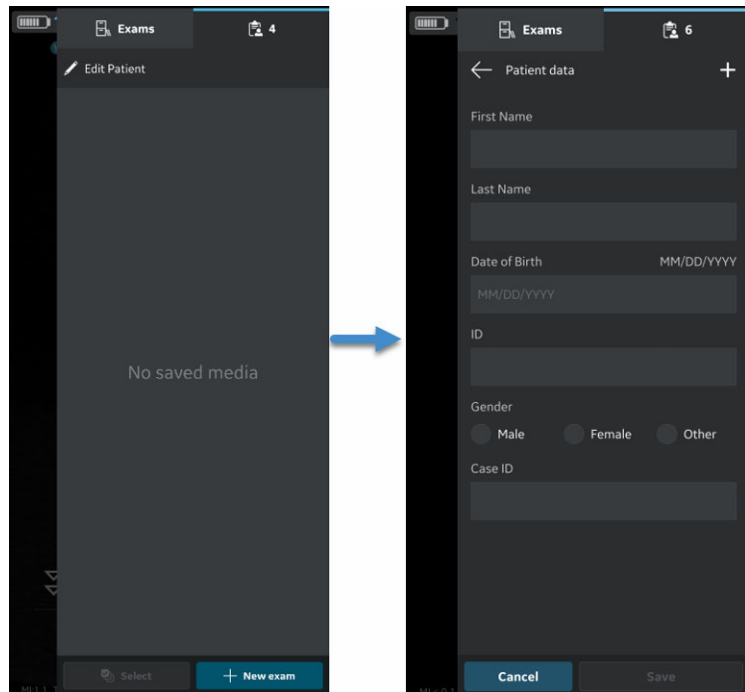 Exams
4
Edit Patient
No saved media
Select
New exam
Exams
6
Patient data
First Name
Last Name
Date of Birth MM/DD/YYYY
MM/DD/YYYY
ID
Gender
Male Female Other
Case ID
Cancel Save